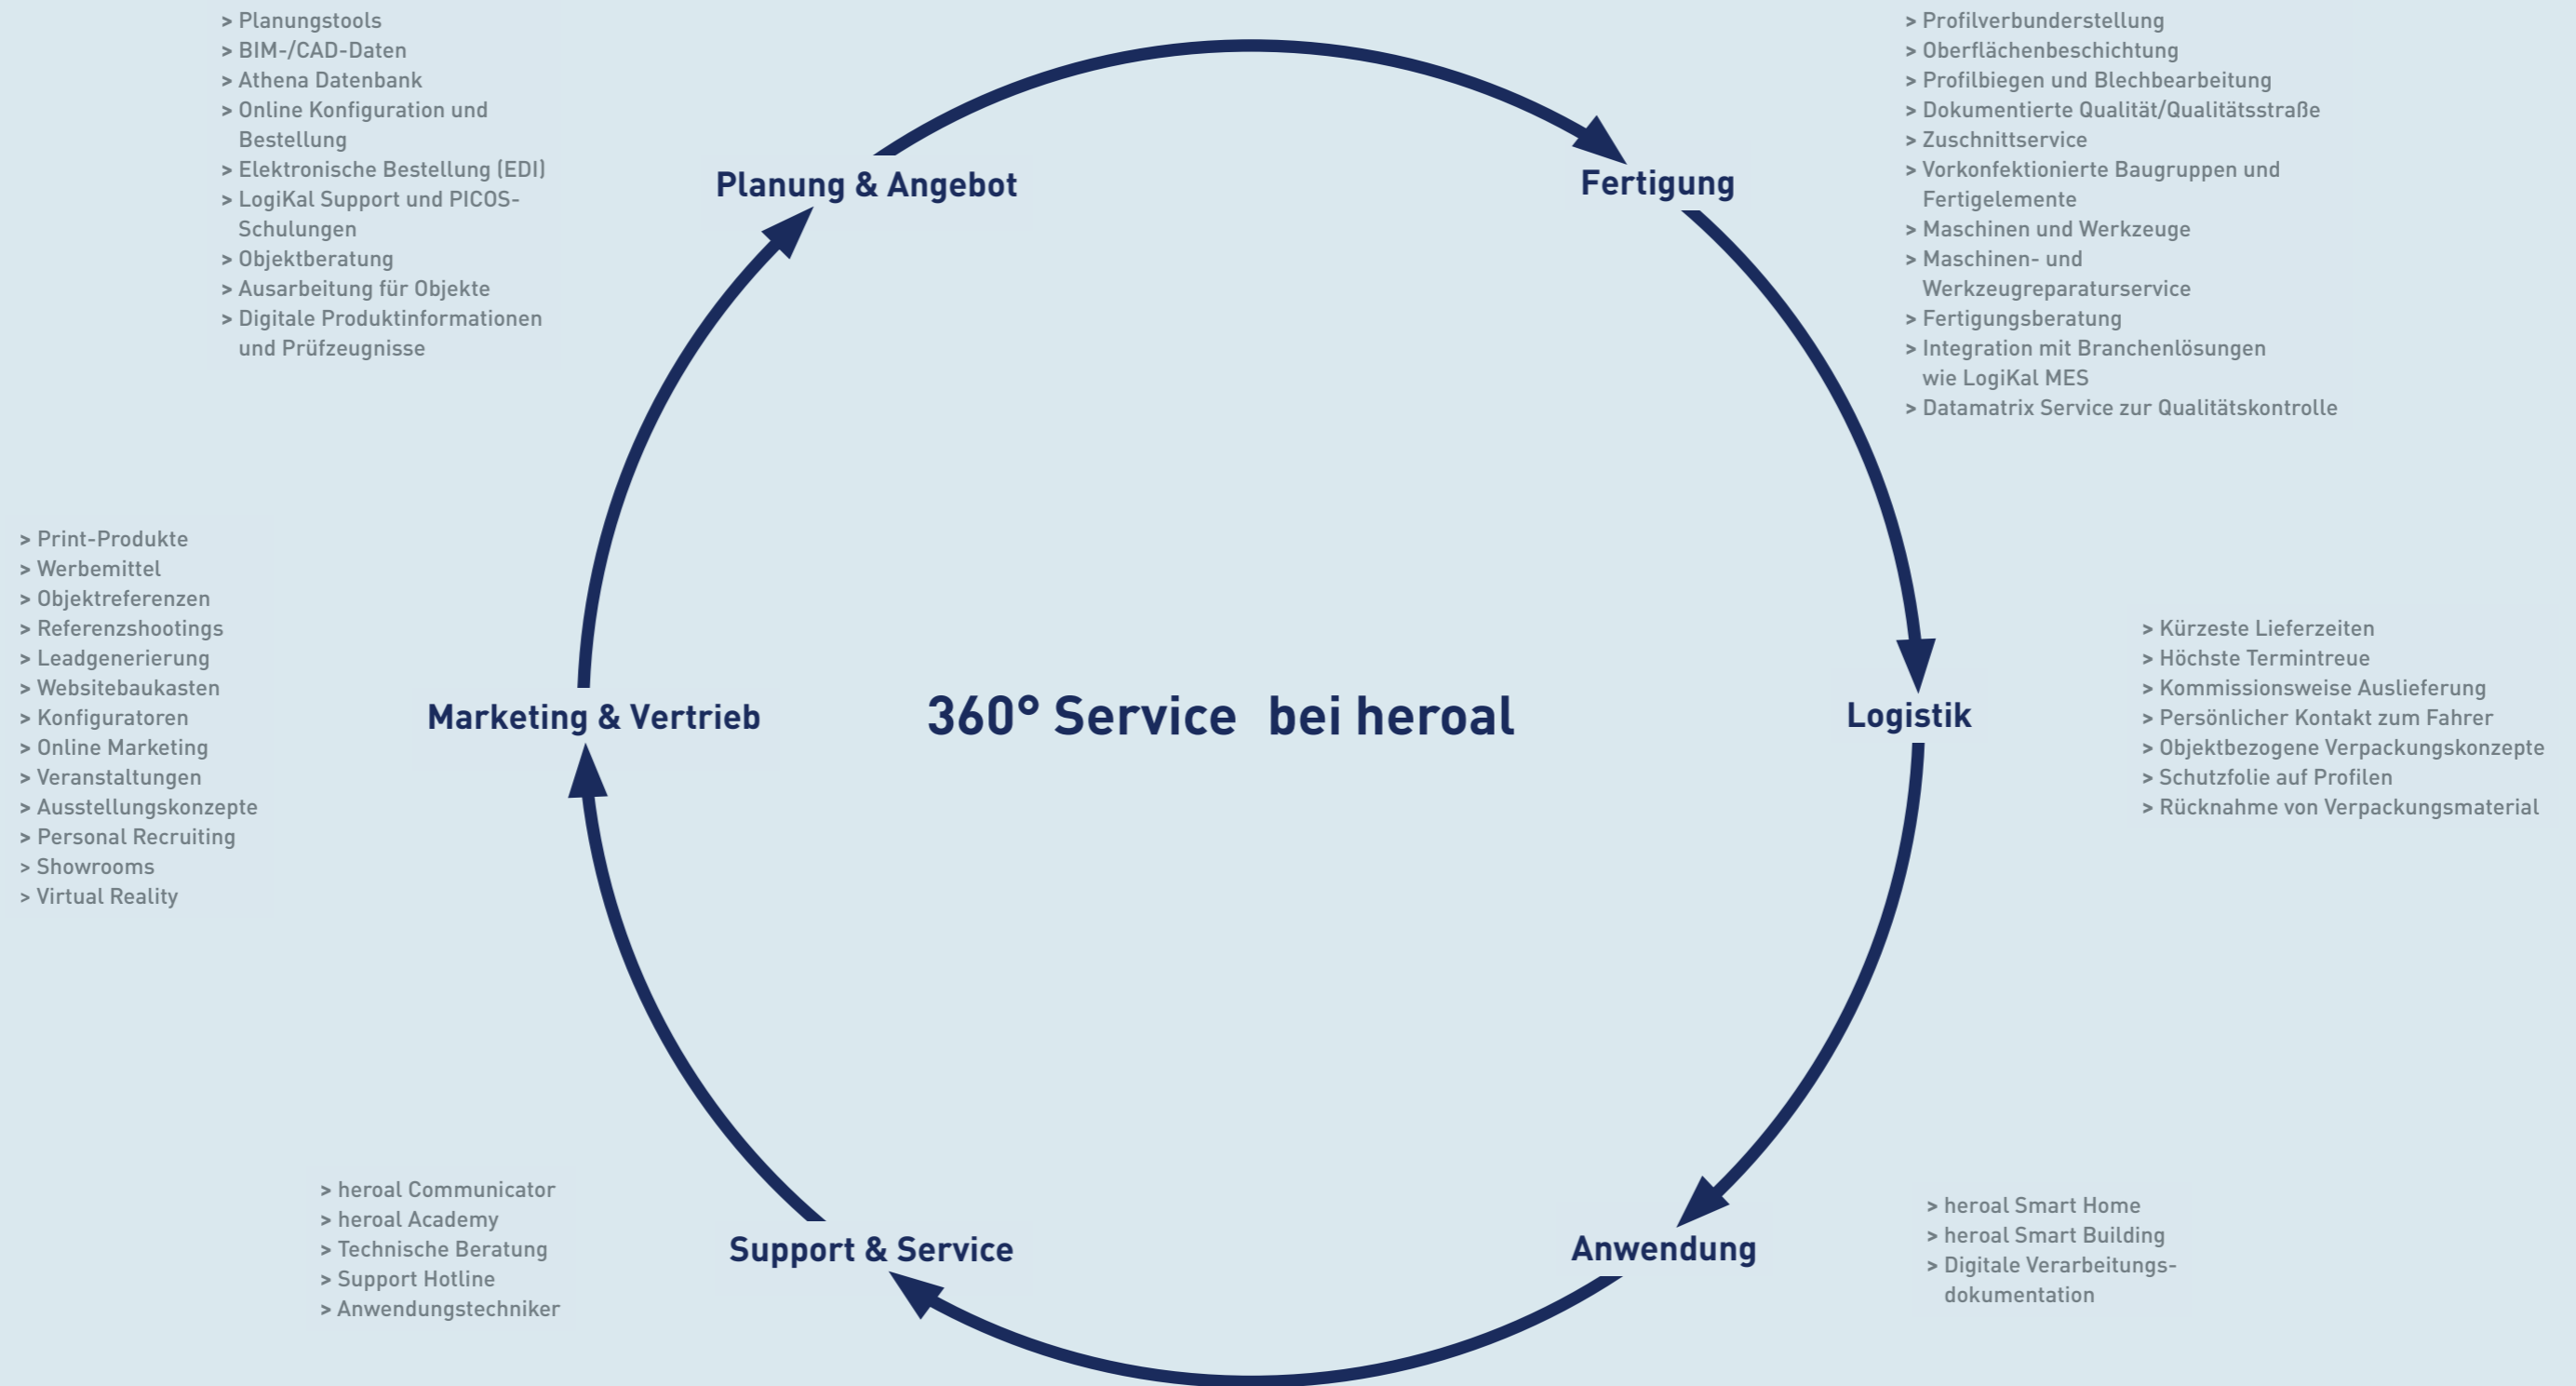 > Planungstools
> BIM-/CAD-Daten
> Athena Datenbank
> Online Konfiguration und
Bestellung
> Elektronische Bestellung (EDI)
> LogiKal Support und PICOS-
Schulungen
> Objektberatung
> Ausarbeitung für Objekte
> Digitale Produktinformationen
und Prüfzeugnisse
Planung & Angebot
Fertigung
> Profilverbunderstellung
> Oberflächenbeschichtung
> Profilbiegen und Blechbearbeitung
> Dokumentierte Qualität/Qualitätsstraße
> Zuschnittservice
> Vorkonfektionierte Baugruppen und
Fertigelemente
> Maschinen und Werkzeuge
> Maschinen- und
Werkzeugreparaturservice
> Fertigungsberatung
> Integration mit Branchenlösungen
wie LogiKal MES
> Datamatrix Service zur Qualitätskontrolle
> Print-Produkte
> Werbemittel
> Objektreferenzen
> Referenzshootings
> Leadgenerierung
> Websitebaukasten
> Konfiguratoren
> Online Marketing
> Veranstaltungen
> Ausstellungskonzepte
> Personal Recruiting
> Showrooms
> Virtual Reality
Marketing & Vertrieb
360° Service bei heroal
Logistik
> Kürzeste Lieferzeiten
> Höchste Termintreue
> Kommissionsweise Auslieferung
> Persönlicher Kontakt zum Fahrer
> Objektbezogene Verpackungskonzepte
> Schutzfolie auf Profilen
> Rücknahme von Verpackungsmaterial
> heroal Communicator
> heroal Academy
> Technische Beratung
> Support Hotline
> Anwendungstechniker
Support & Service
Anwendung
> heroal Smart Home
> heroal Smart Building
> Digitale Verarbeitungs-
dokumentation